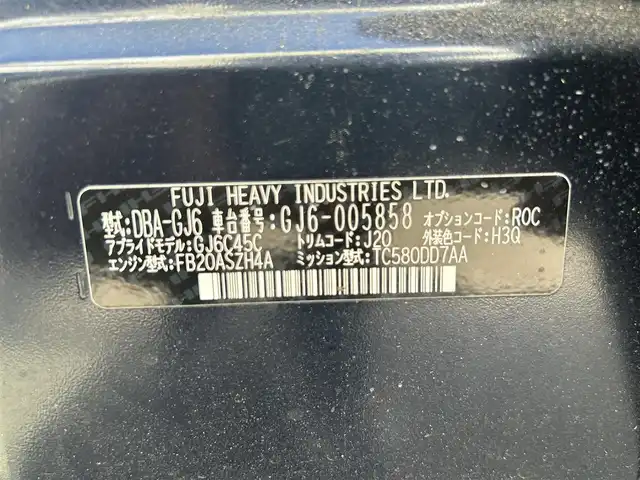 FUJI HEAVY INDUSTRIES LTD.
型式:DBA-GJ6 車台番号:GJ6-005858 オプションコード:ROC
アプライドモデル:GJ6C45C トリムコード:J20 外装色コード:H3Q
エンジン型式:FB20ASZH4A ミッション型式:TC580DD7AA